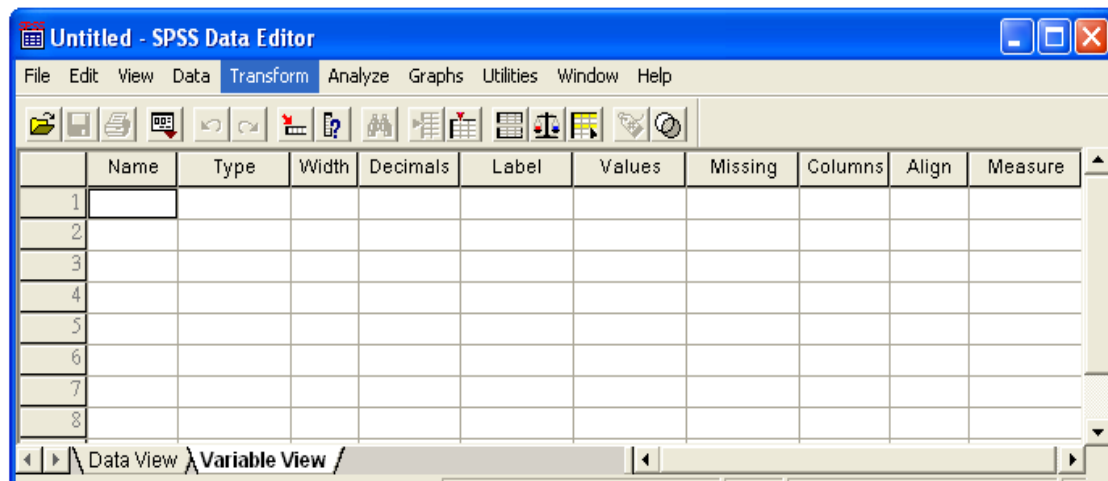 Untitled - SPSS Data Editor
File Edit View Data Transform Analyze Graphs Utilities Window Help
Name Type Width Decimals Label Values Missing Columns Align Measure
1
2
3
4
5
6
7
8
Data View Variable View